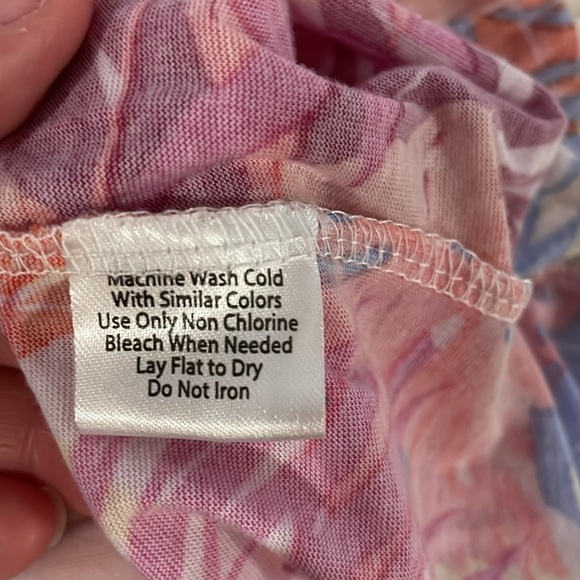 Machine Wash Cold
With Similar Colors
Use Only Non Chlorine
Bleach When Needed
Lay Flat to Dry
Do Not Iron